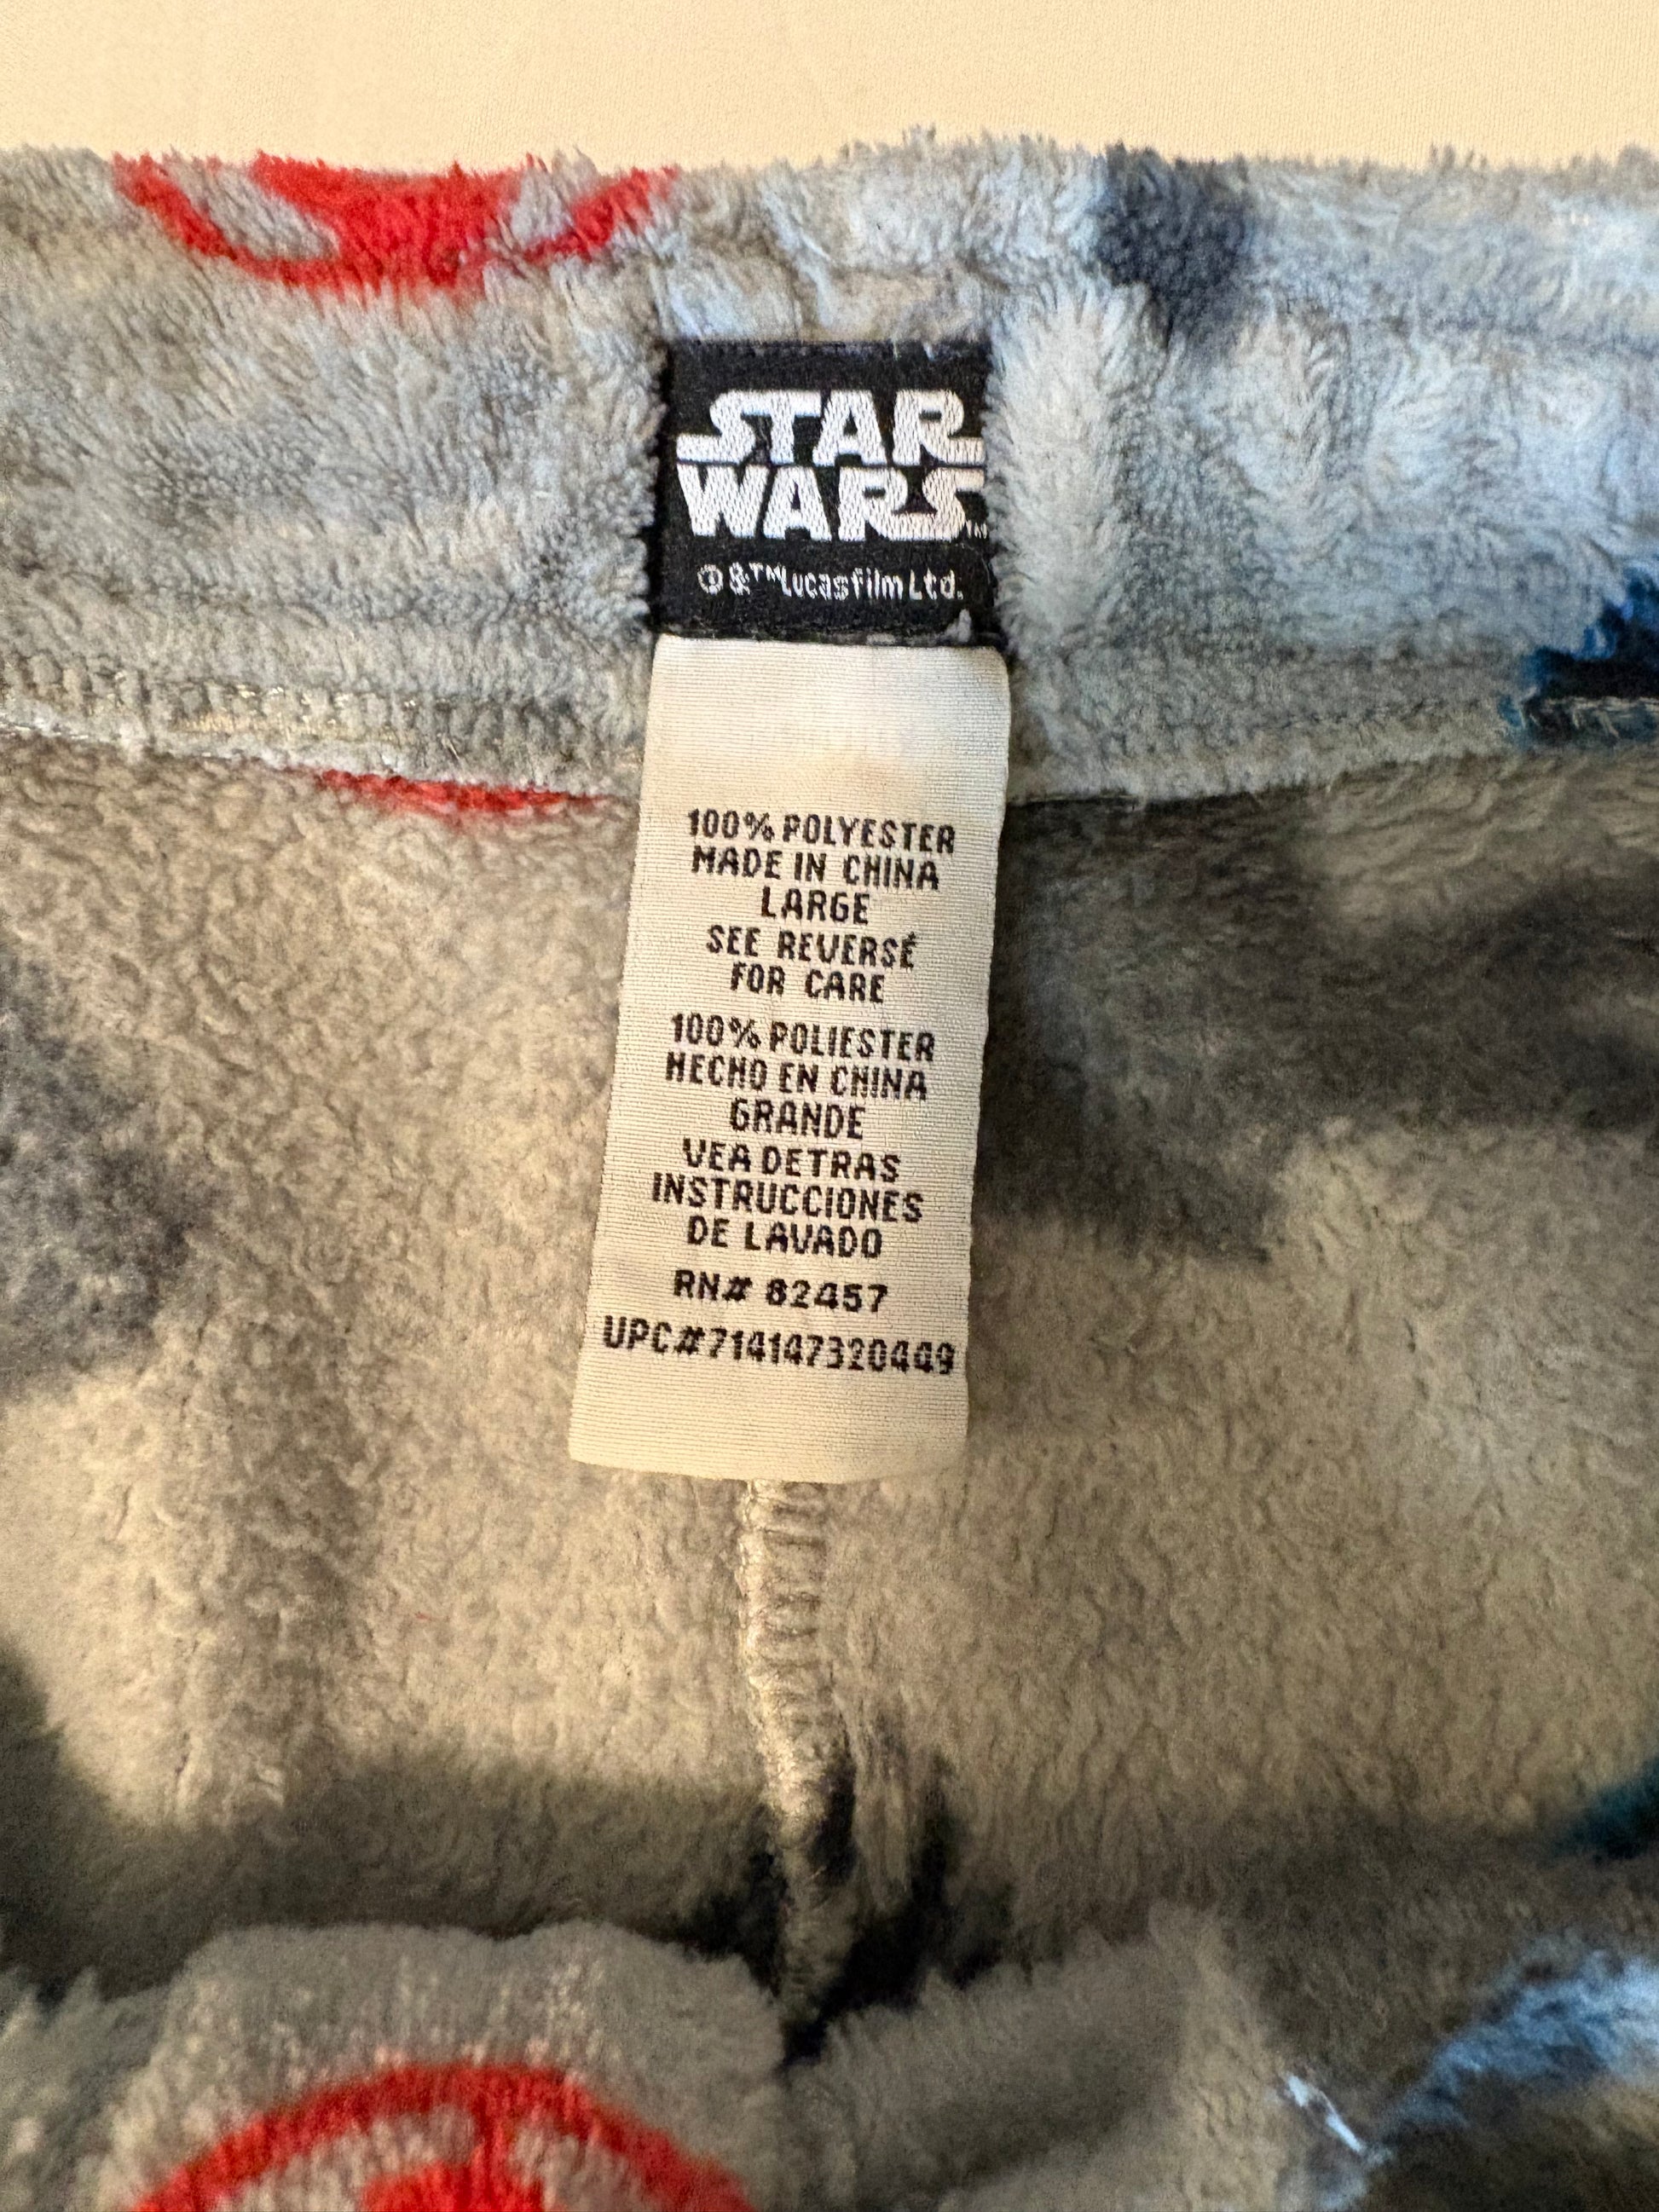 STAR
WARS™
©&™Lucasfilm Ltd.
100% POLYESTER
MADE IN CHINA
LARGE
SEE REVERSÉ
FOR CARE
100% POLIESTER
HECHO EN CHINA
GRANDE
VEA DETRAS
INSTRUCCIONES
DE LAVADO
RN# 82457
UPC#714147320449